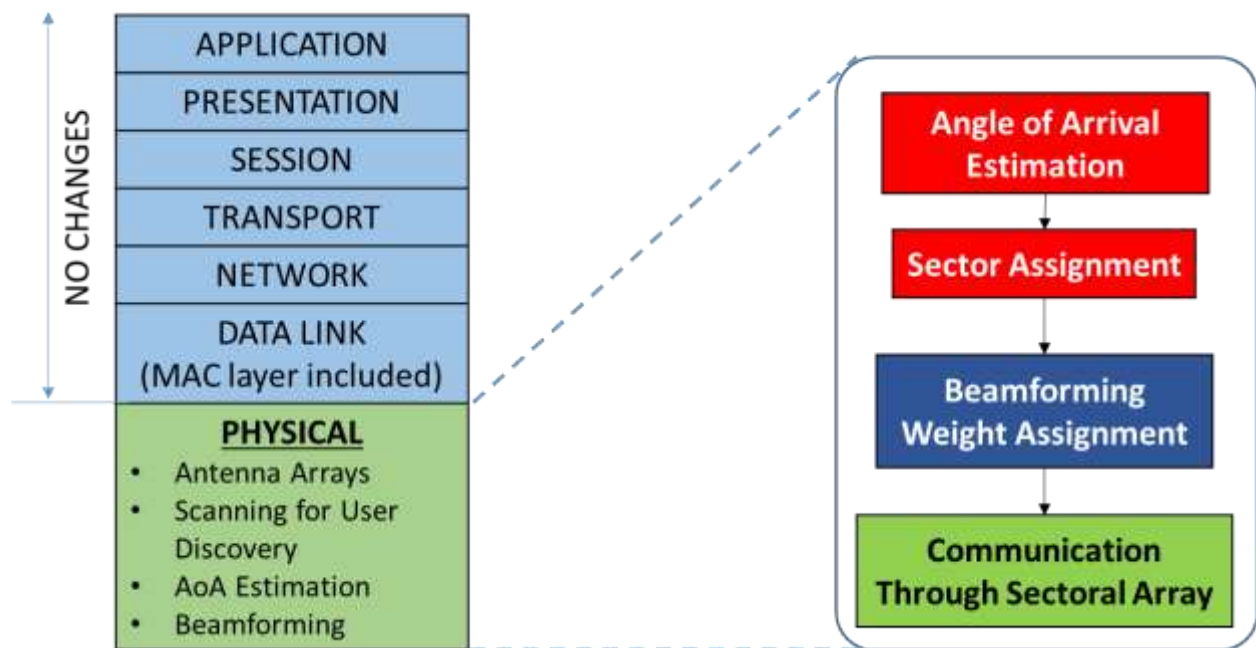 NO CHANGES
APPLICATION
PRESENTATION
SESSION
TRANSPORT
NETWORK
DATA LINK
(MAC layer included)
PHYSICAL
• Antenna Arrays
• Scanning for User
Discovery
• AoA Estimation
• Beamforming
Angle of Arrival
Estimation
Sector Assignment
Beamforming
Weight Assignment
Communication
Through Sectoral Array